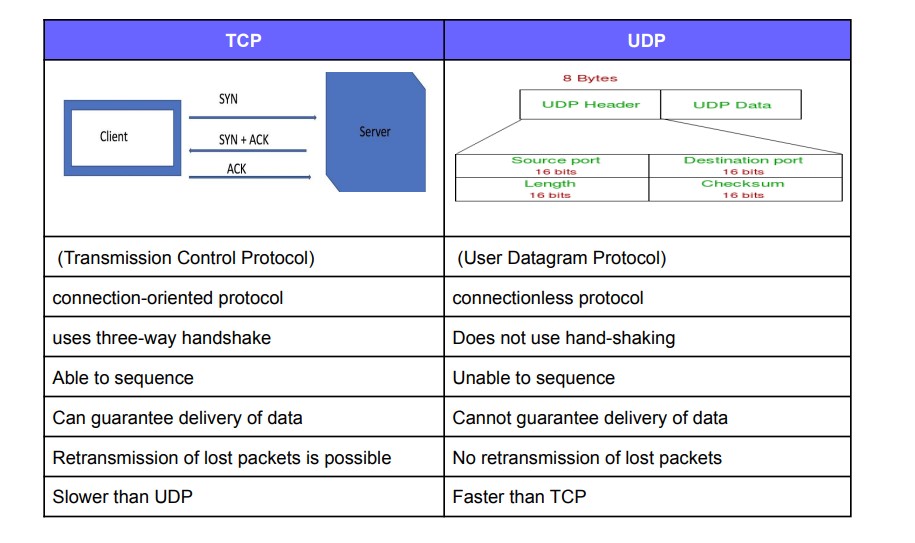 TCP
UDP
Client
SYN
SYN + ACK
ACK
Server
8 Bytes
UDP Header
UDP Data
Source port
16 bits
Destination port
16 bits
Length
16 bits
Checksum
16 bits
(Transmission Control Protocol)
(User Datagram Protocol)
connection-oriented protocol
connectionless protocol
uses three-way handshake
Does not use hand-shaking
Able to sequence
Unable to sequence
Can guarantee delivery of data
Cannot guarantee delivery of data
Retransmission of lost packets is possible
No retransmission of lost packets
Slower than UDP
Faster than TCP